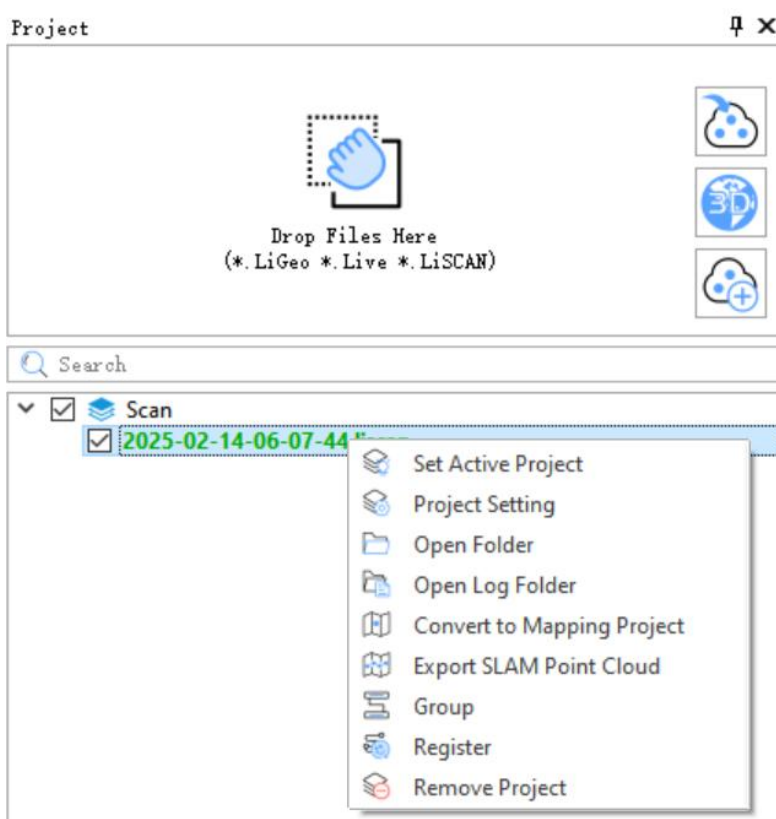 Project
3D
Drop Files Here
(*.LiGeo *.Live *.LiSCAN)
Search
Scan
2025-02-14-06-07-44
Set Active Project
Project Setting
Open Folder
Open Log Folder
Convert to Mapping Project
Export SLAM Point Cloud
Group
Register
Remove Project